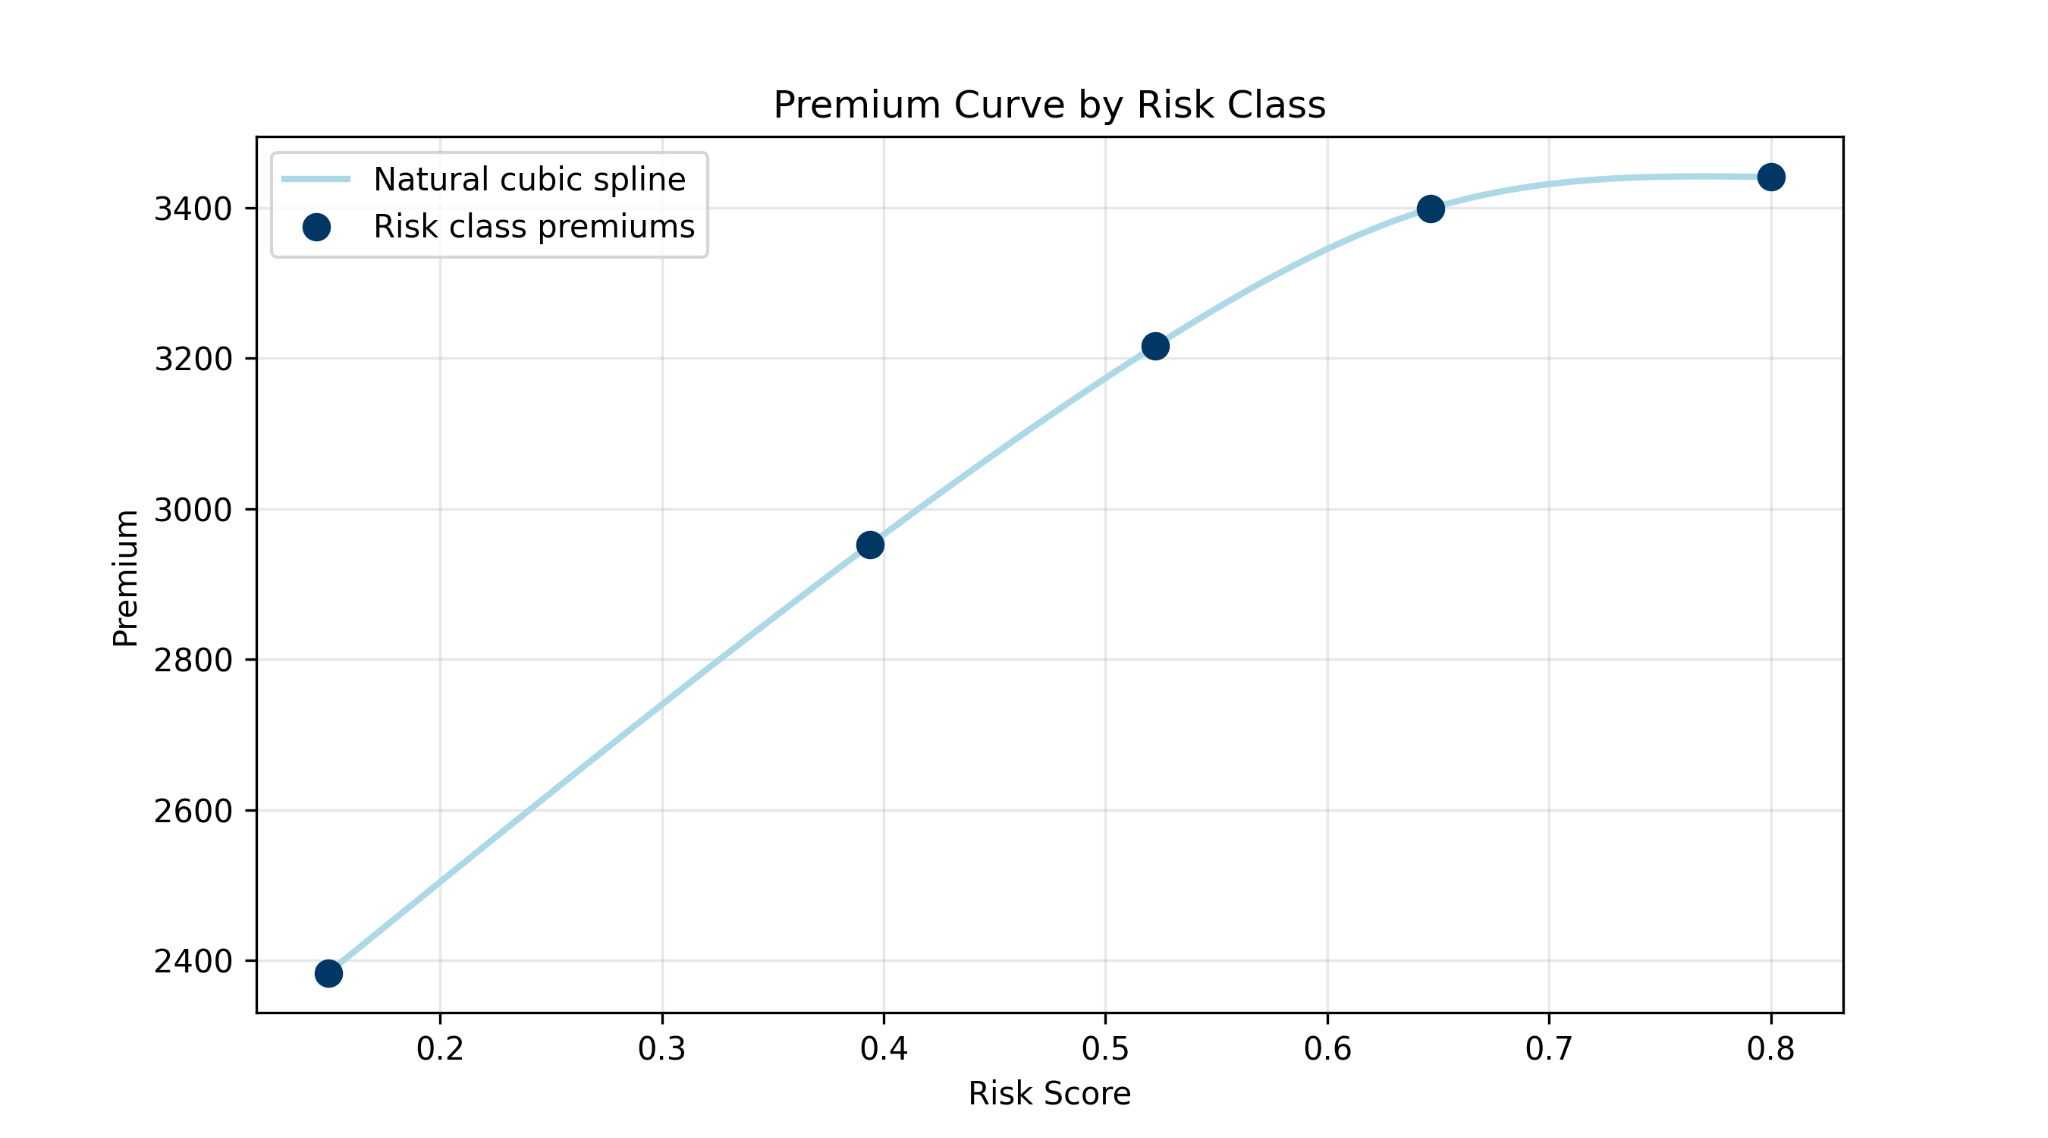 Premium Curve by Risk Class
Natural cubic spline
Risk class premiums
3400
3200
3000
2800
2600
2400
Premium
0.2 0.3 0.4 0.5 0.6 0.7 0.8
Risk Score